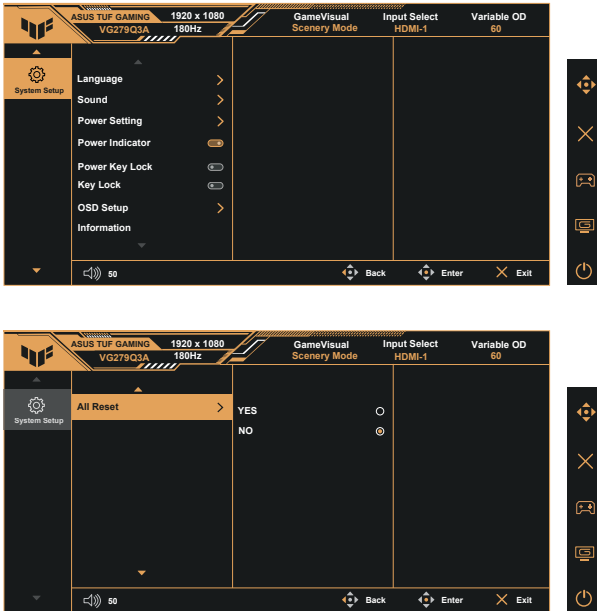 ASUS TUF GAMING 1920 x 1080 GameVisual Input Select Variable OD
VG279Q3A 180Hz Scenery Mode HDMI-1 60
System Setup
Language
Sound
Power Setting
Power Indicator
Power Key Lock
Key Lock
OSD Setup
Information
50 Back Enter Exit
ASUS TUF GAMING 1920 x 1080 GameVisual Input Select Variable OD
VG279Q3A 180Hz Scenery Mode HDMI-1 60
System Setup
All Reset
YES
NO
50 Back Enter Exit